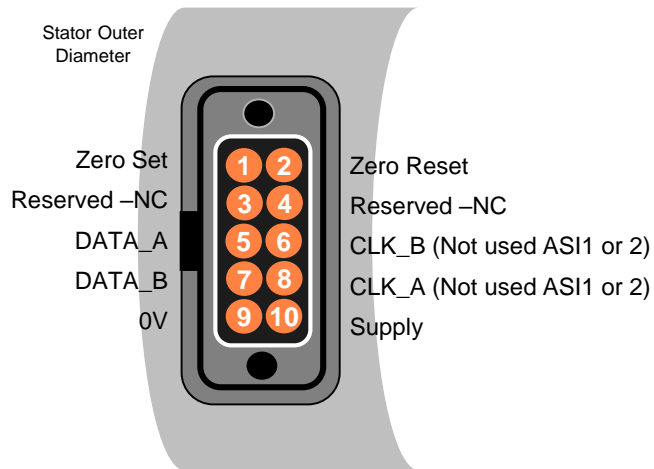 Stator Outer
Diameter
Zero Set 1 2 Zero Reset
Reserved –NC 3 4 Reserved –NC
DATA_A 5 6 CLK_B (Not used ASI1 or 2)
DATA_B 7 8 CLK_A (Not used ASI1 or 2)
0V 9 10 Supply